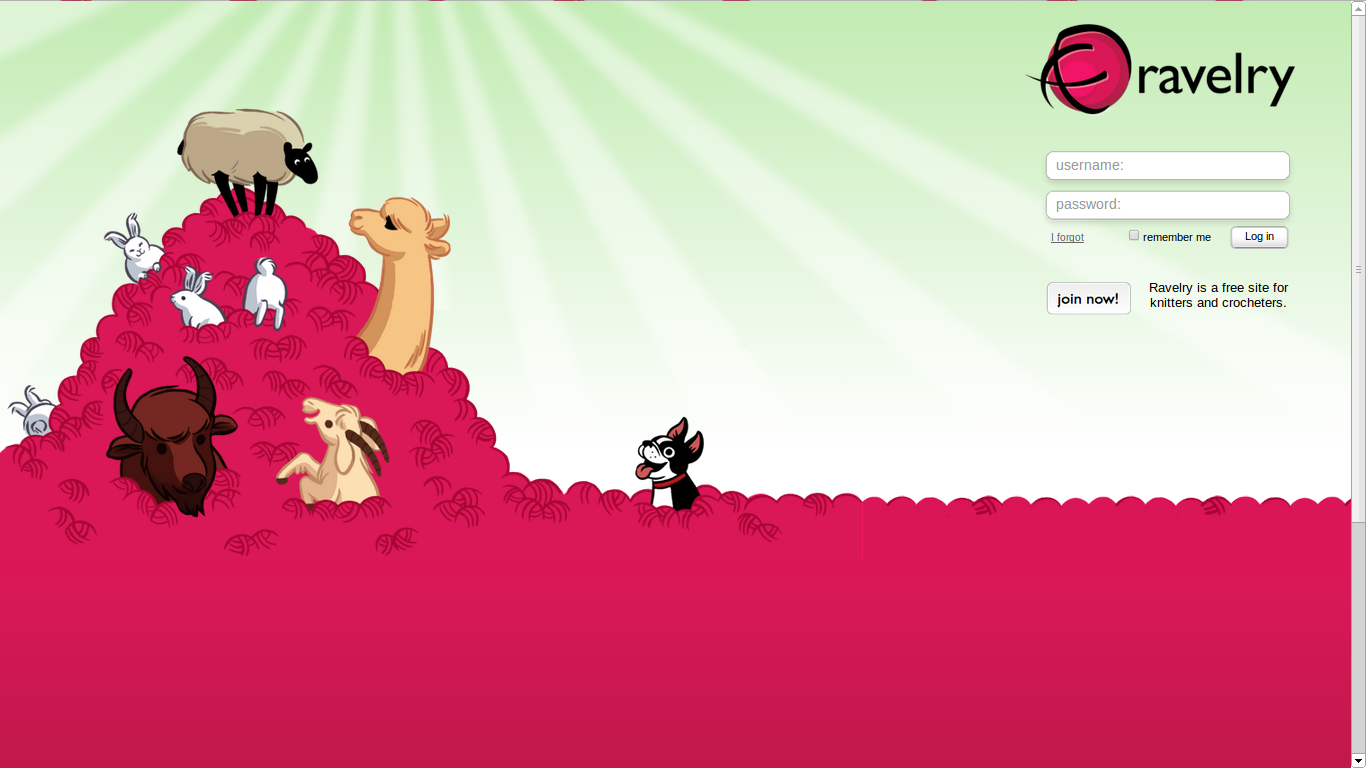 ravelry
username:
password:
I forgot
remember me
Log in
join now!
Ravelry is a free site for
knitters and crocheters.